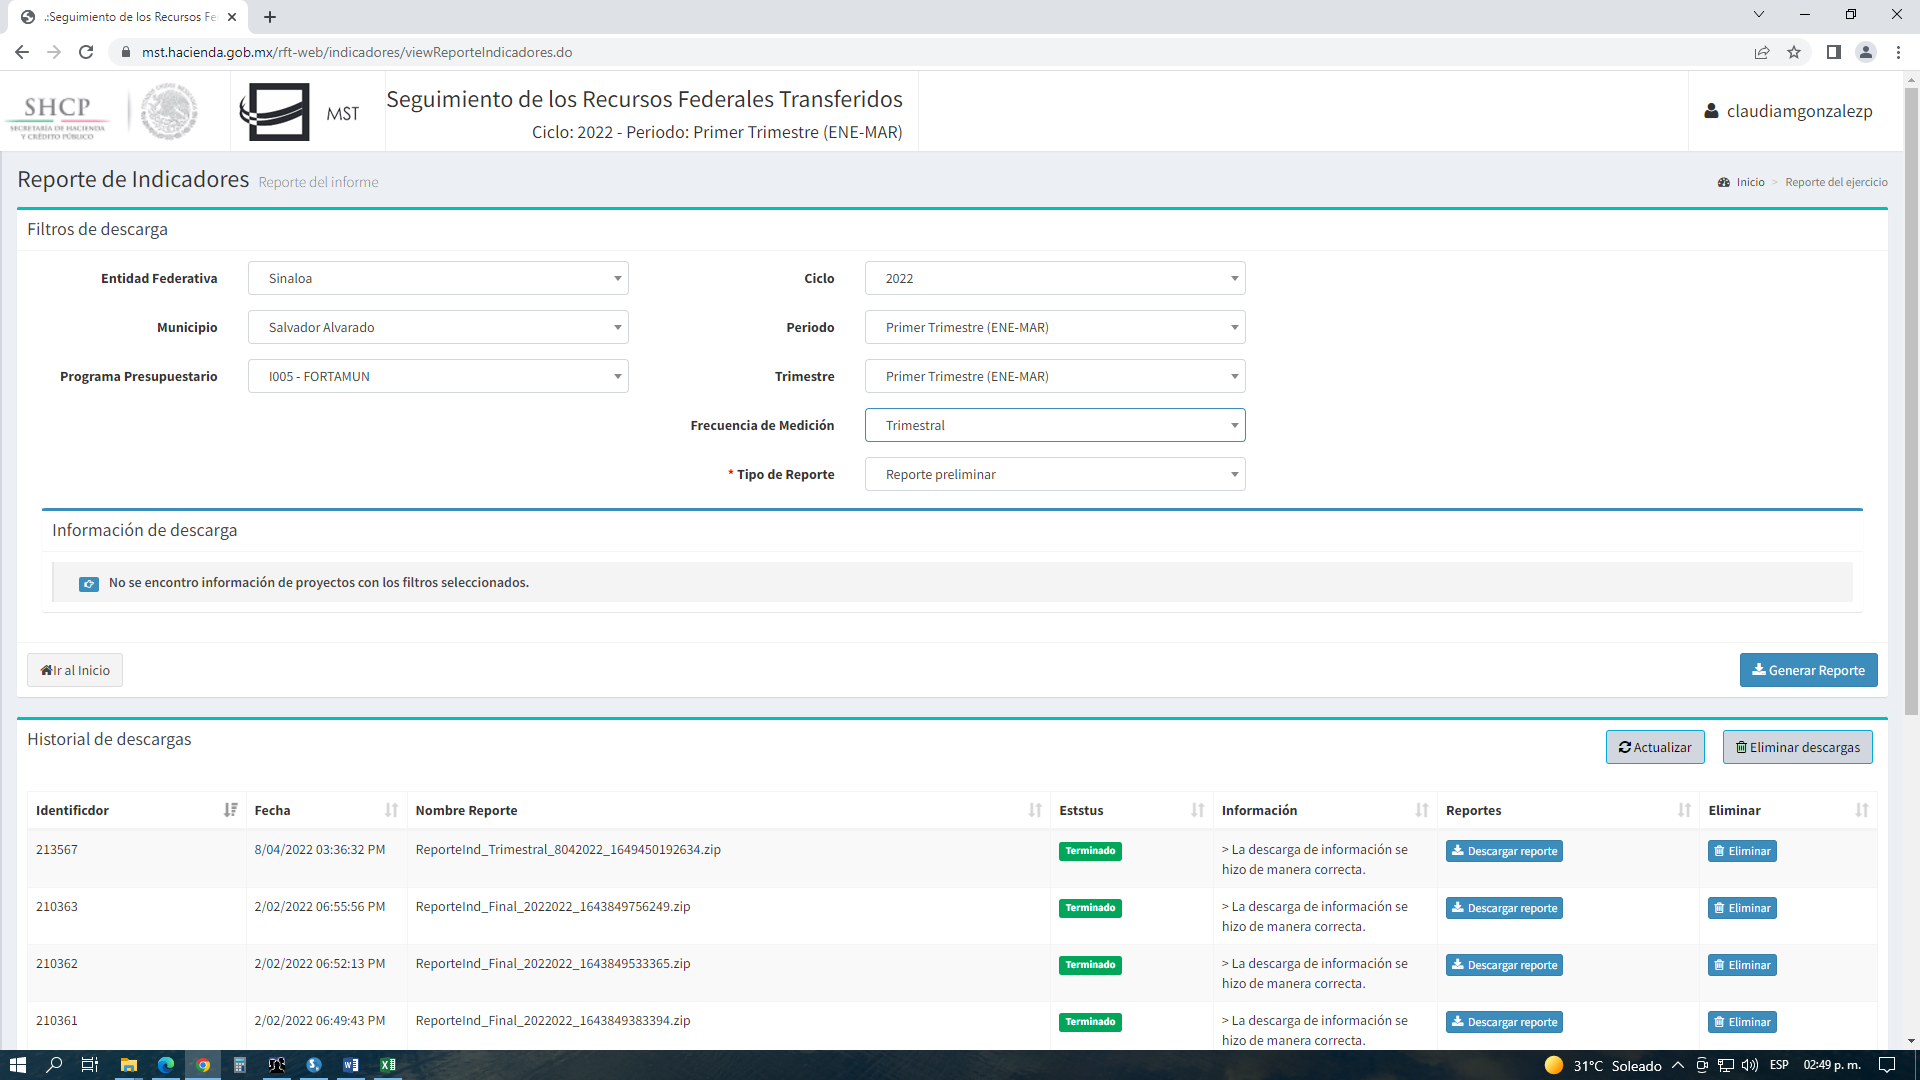 .:Seguimiento de los Recursos Fe
mst.hacienda.gob.mx/rft-web/indicadores/viewReporteIndicadores.do
SHCP
SECRETARÍA DE HACIENDA
Y CRÉDITO PÚBLICO
MST
Seguimiento de los Recursos Federales Transferidos
Ciclo: 2022 - Periodo: Primer Trimestre (ENE-MAR)
claudiamgonzalezp
Reporte de Indicadores Reporte del informe
Inicio > Reporte del ejercicio
Filtros de descarga
Entidad Federativa Sinaloa Ciclo 2022
Municipio Salvador Alvarado Periodo Primer Trimestre (ENE-MAR)
Programa Presupuestario I005 - FORTAMUN Trimestre Primer Trimestre (ENE-MAR)
Frecuencia de Medición Trimestral
* Tipo de Reporte Reporte preliminar
Información de descarga
No se encontro información de proyectos con los filtros seleccionados.
Ir al Inicio Generar Reporte
Historial de descargas Actualizar Eliminar descargas
Identificdor Fecha Nombre Reporte Eststus Información Reportes Eliminar
213567 8/04/2022 03:36:32 PM ReporteInd_Trimestral_8042022_1649450192634.zip Terminado > La descarga de información se Descargar reporte Eliminar
hizo de manera correcta.
210363 2/02/2022 06:55:56 PM ReporteInd_Final_2022022_1643849756249.zip Terminado > La descarga de información se Descargar reporte Eliminar
hizo de manera correcta.
210362 2/02/2022 06:52:13 PM ReporteInd_Final_2022022_1643849533365.zip Terminado > La descarga de información se Descargar reporte Eliminar
hizo de manera correcta.
210361 2/02/2022 06:49:43 PM ReporteInd_Final_2022022_1643849383394.zip Terminado > La descarga de información se Descargar reporte Eliminar
hizo de manera correcta.
31°C Soleado ESP 02:49 p. m.